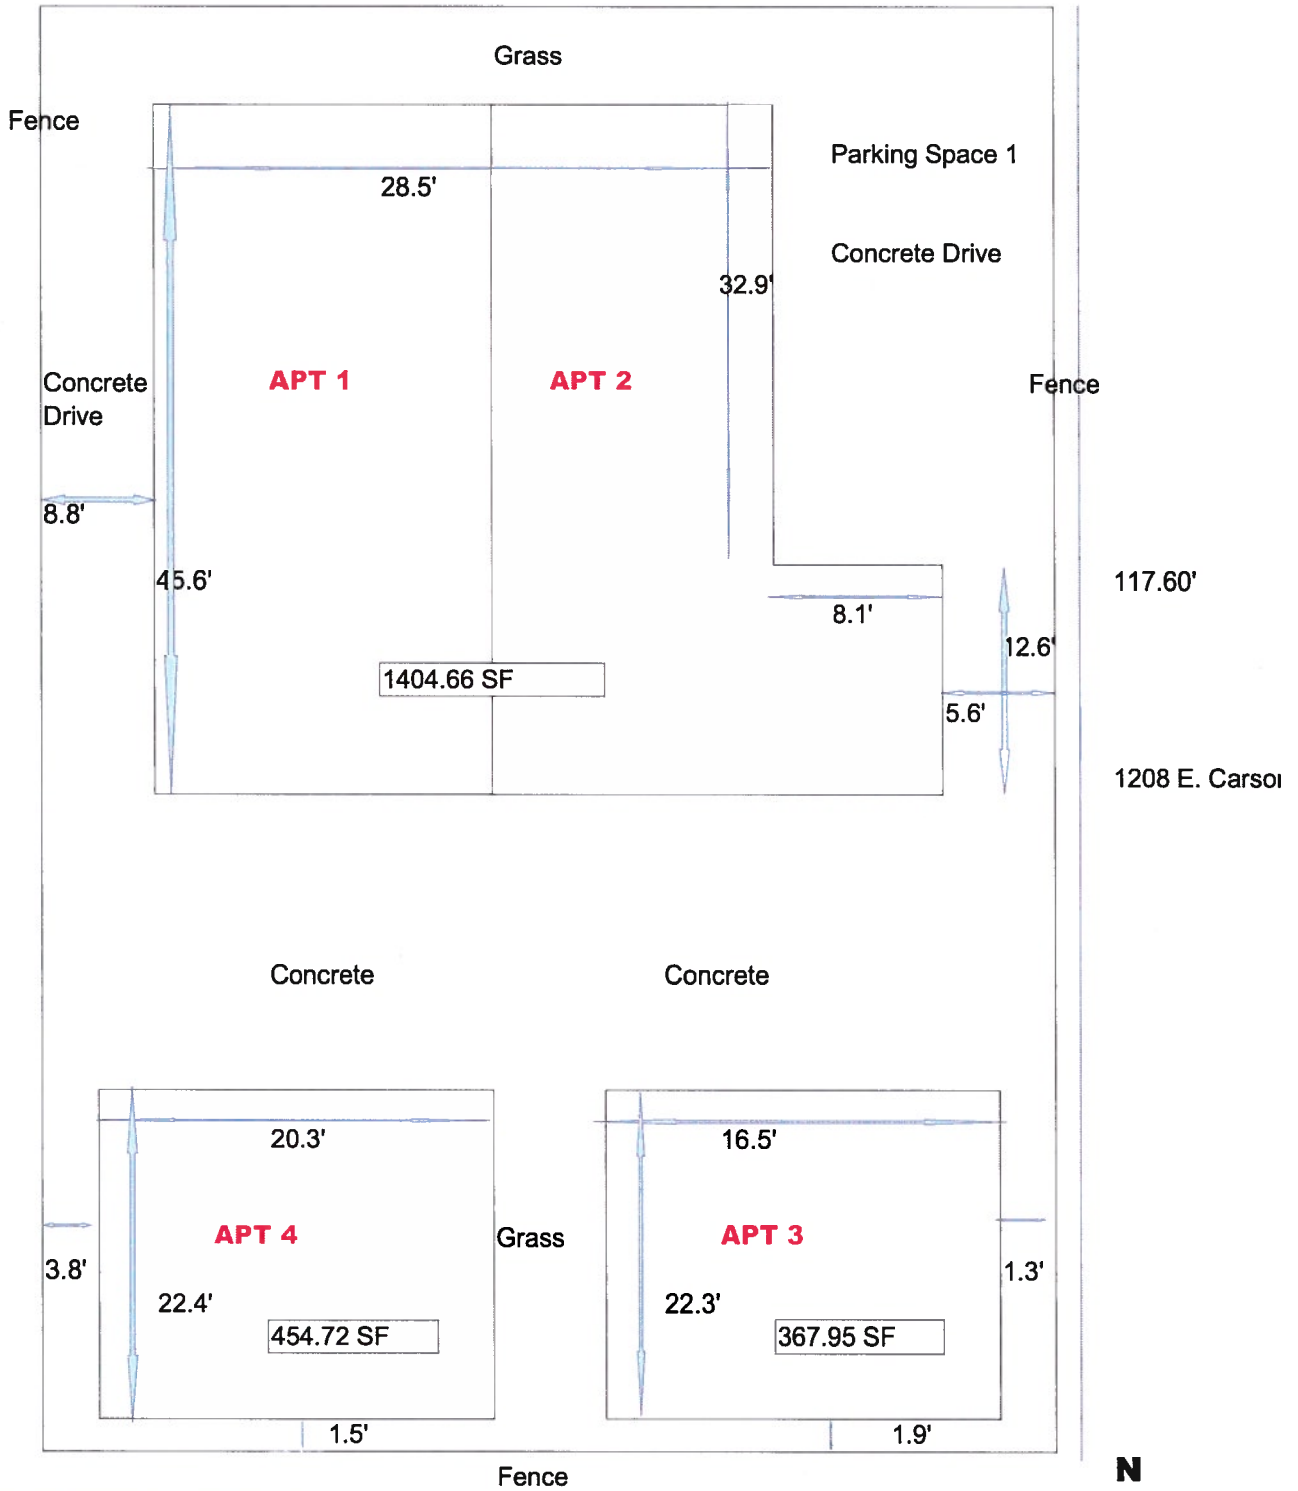 Grass
Fence
Parking Space 1
28.5'
Concrete Drive
32.9'
APT 1
APT 2
Concrete
Drive
Fence
8.8'
45.6'
117.60'
8.1'
12.6'
1404.66 SF
5.6'
1208 E. Carson
Concrete
Concrete
20.3'
16.5'
APT 4
Grass
APT 3
3.8'
1.3'
22.4'
22.3'
454.72 SF
367.95 SF
1.5'
1.9'
Fence
N